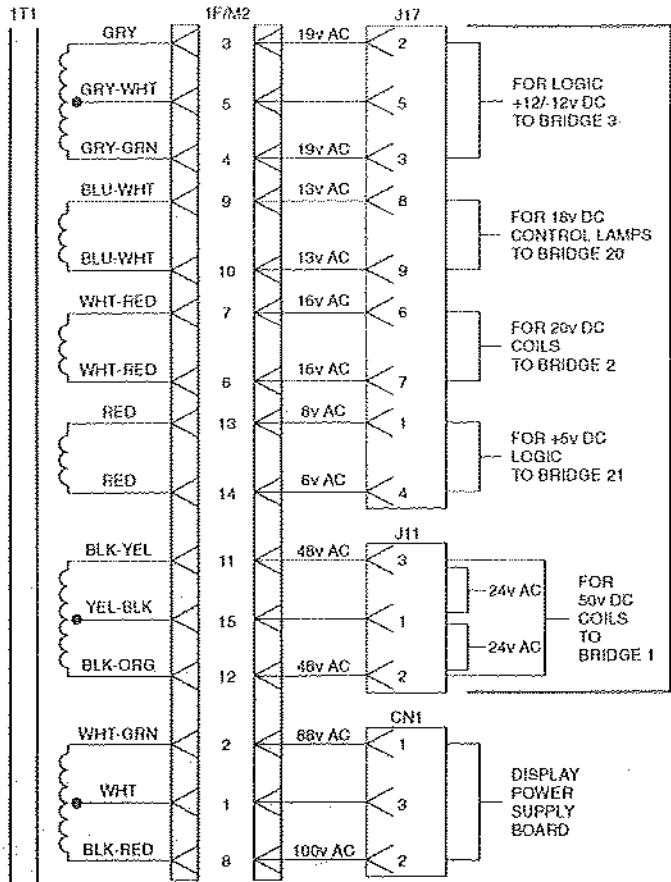 1T1 1F/M2 J17
GRY 3 19v AC 2
GRY-WHT 5 5
GRY-GRN 4 19v AC 3
FOR LOGIC
+12/-12v DC
TO BRIDGE 3
BLU-WHT 9 13v AC 8
BLU-WHT 10 13v AC 9
FOR 18v DC
CONTROL LAMPS
TO BRIDGE 20
WHT-RED 7 16v AC 6
WHT-RED 6 16v AC 7
FOR 20v DC
COILS
TO BRIDGE 2
RED 13 8v AC 1
RED 14 8v AC 4
FOR +5v DC
LOGIC
TO BRIDGE 21
J11
BLK-YEL 11 48v AC 3
24v AC
YEL-BLK 15 1
24v AC
BLK-ORG 12 48v AC 2
FOR
50v DC
COILS
TO
BRIDGE 1
CN1
WHT-GRN 2 88v AC 1
WHT 1 3
BLK-RED 8 100v AC 2
DISPLAY
POWER
SUPPLY
BOARD